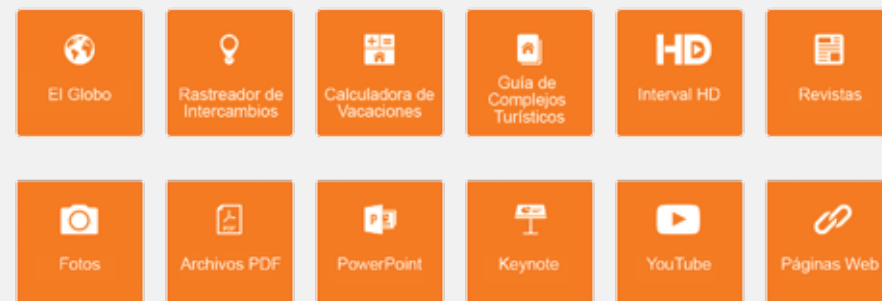 El Globo
Rastreador de
Intercambios
Calculadora de
Vacaciones
Guía de
Complejos
Turísticos
HD
Interval HD
Revistas
Fotos
PDF
Archivos PDF
P
PowerPoint
Keynote
YouTube
Páginas Web